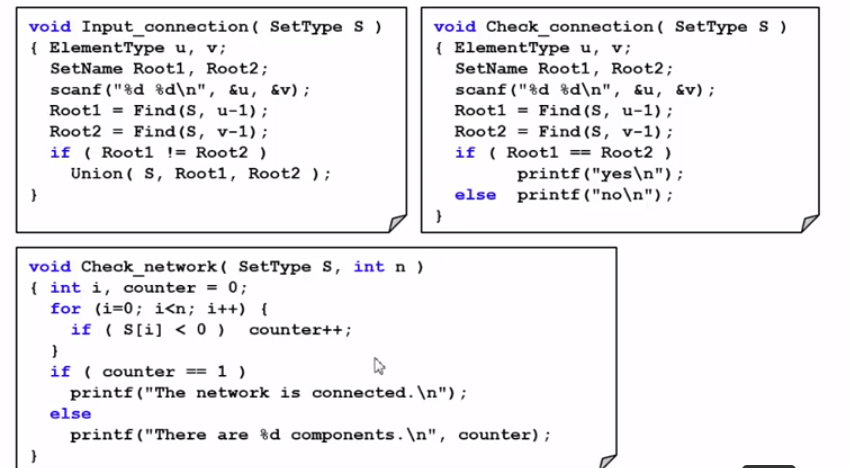 void Input_connection( SetType S )
{ ElementType u, v;
  SetName Root1, Root2;
  scanf("%d %d\n", &u, &v);
  Root1 = Find(S, u-1);
  Root2 = Find(S, v-1);
  if ( Root1 != Root2 )
    Union( S, Root1, Root2 );
}
void Check_connection( SetType S )
{ ElementType u, v;
  SetName Root1, Root2;
  scanf("%d %d\n", &u, &v);
  Root1 = Find(S, u-1);
  Root2 = Find(S, v-1);
  if ( Root1 == Root2 )
        printf("yes\n");
  else  printf("no\n");
}
void Check_network( SetType S, int n )
{ int i, counter = 0;
  for (i=0; i<n; i++) {
    if ( S[i] < 0 )  counter++;
  }
  if ( counter == 1 )
    printf("The network is connected.\n");
  else
    printf("There are %d components.\n", counter);
}